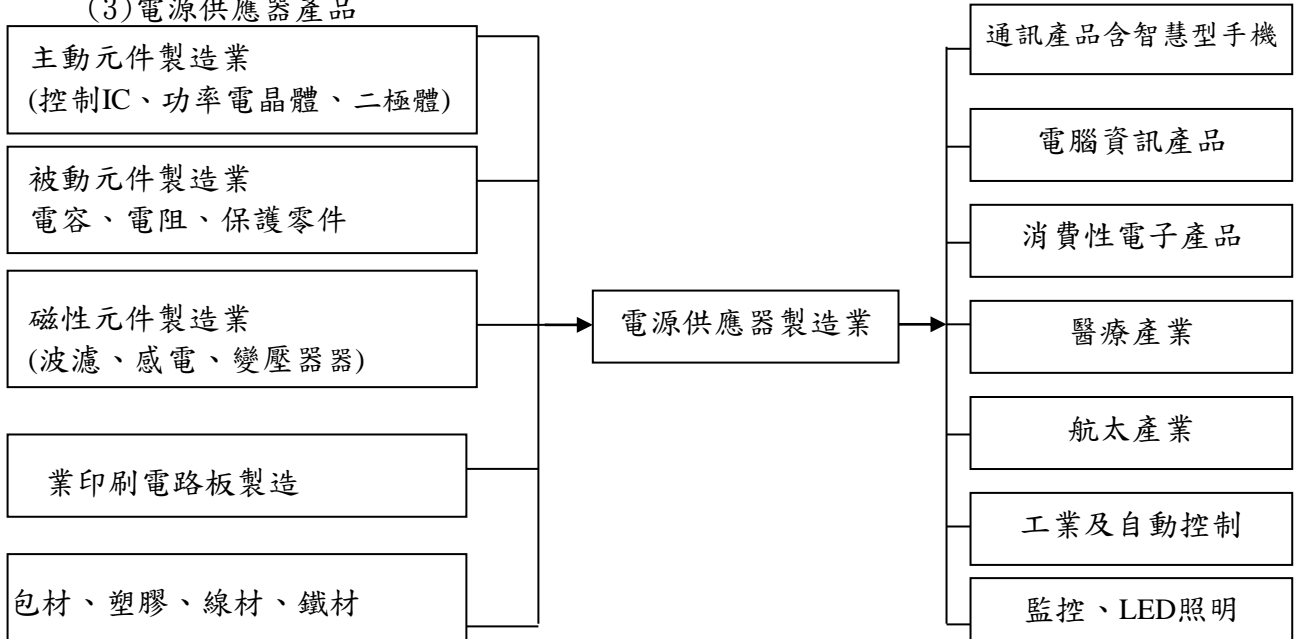 (3)電源供應器產品
主動元件製造業
(控制IC、功率電晶體、二極體)
被動元件製造業
電容、電阻、保護零件
磁性元件製造業
(波濾、感電、變壓器器)
業印刷電路板製造
包材、塑膠、線材、鐵材
電源供應器製造業
通訊產品含智慧型手機
電腦資訊產品
消費性電子產品
醫療產業
航太產業
工業及自動控制
監控、LED照明